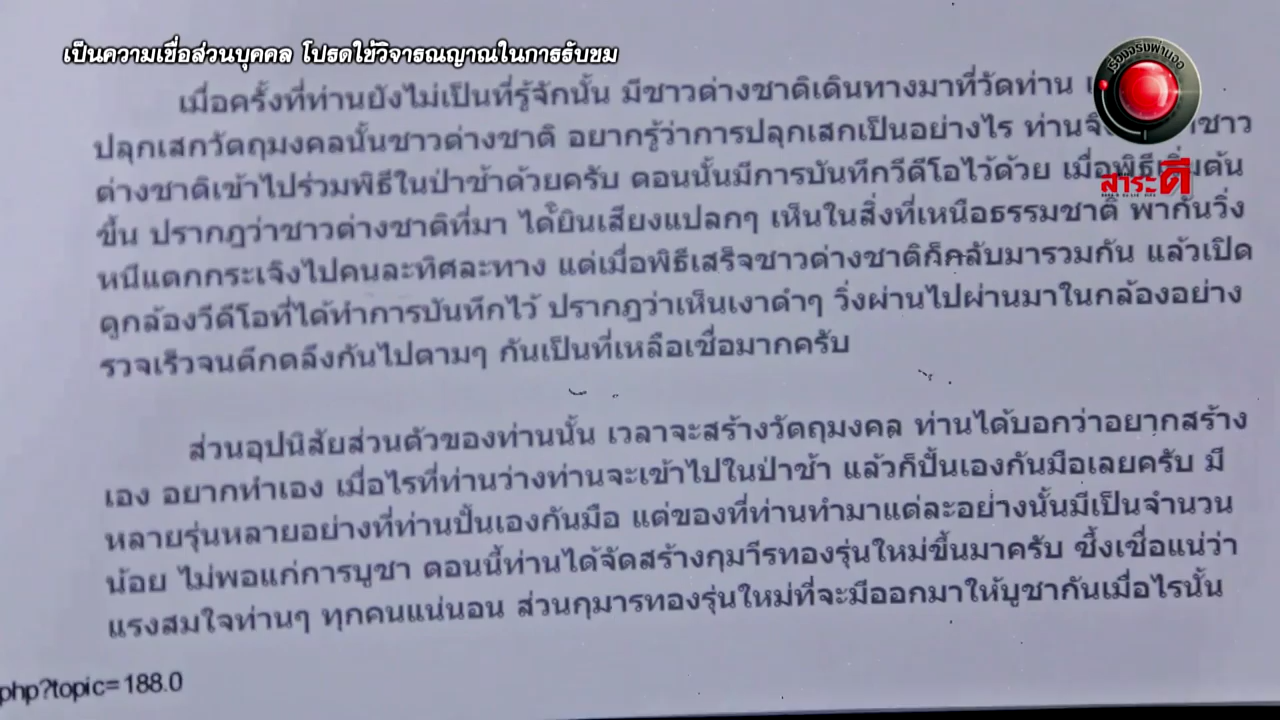 เป็นความเชื่อส่วนบุคคล โปรดใช้วิจารณญาณในการรับชม
เรื่องจริงผ่านจอ
สาระดี
เมื่อครั้งที่ท่านยังไม่เป็นที่รู้จักนั้น มีชาวต่างชาติเดินทางมาที่วัดท่าน
ปลุกเสกวัตถุมงคลนั้นชาวต่างชาติ อยากรู้ว่าการปลุกเสกเป็นอย่างไร ท่านจึ ชาว
ต่างชาติเข้าไปร่วมพิธีในป่าช้าด้วยครับ ตอนนั้นมีการบันทึกวีดีโอไว้ด้วย เมื่อพิธีเริ่มต้น
ขึ้น ปรากฏว่าชาวต่างชาติที่มา ได้ยินเสียงแปลกๆ เห็นในสิ่งที่เหนือธรรมชาติ พากันวิ่ง
หนีแตกกระเจิงไปคนละทิศละทาง แต่เมื่อพิธีเสร็จชาวต่างชาติก็กลับมารวมกัน แล้วเปิด
ดูกล้องวีดีโอที่ได้ทำการบันทึกไว้ ปรากฏว่าเห็นเงาดำๆ วิ่งผ่านไปผ่านมาในกล้องอย่าง
รวจเร็วจนตึกตลึงกันไปตามๆ กันเป็นที่เหลือเชื่อมากครับ
ส่วนอุปนิสัยส่วนตัวของท่านนั้น เวลาจะสร้างวัตถุมงคล ท่านได้บอกว่าอยากสร้าง
เอง อยากทำเอง เมื่อไรที่ท่านว่างท่านจะเข้าไปในป่าช้า แล้วก็ปั้นเองกันมือเลยครับ มี
หลายรุ่นหลายอย่างที่ท่านปั้นเองกันมือ แต่ของที่ท่านทำมาแต่ละอย่างนั้นมีเป็นจำนวน
น้อย ไม่พอแก่การบูชา ตอนนี้ท่านได้จัดสร้างกุมารทองรุ่นใหม่ขึ้นมาครับ ซึ้งเชื่อแน่ว่า
แรงสมใจท่านๆ ทุกคนแน่นอน ส่วนกุมารทองรุ่นใหม่ที่จะมีออกมาให้บูชากันเมื่อไรนั้น
php?topic=188.0